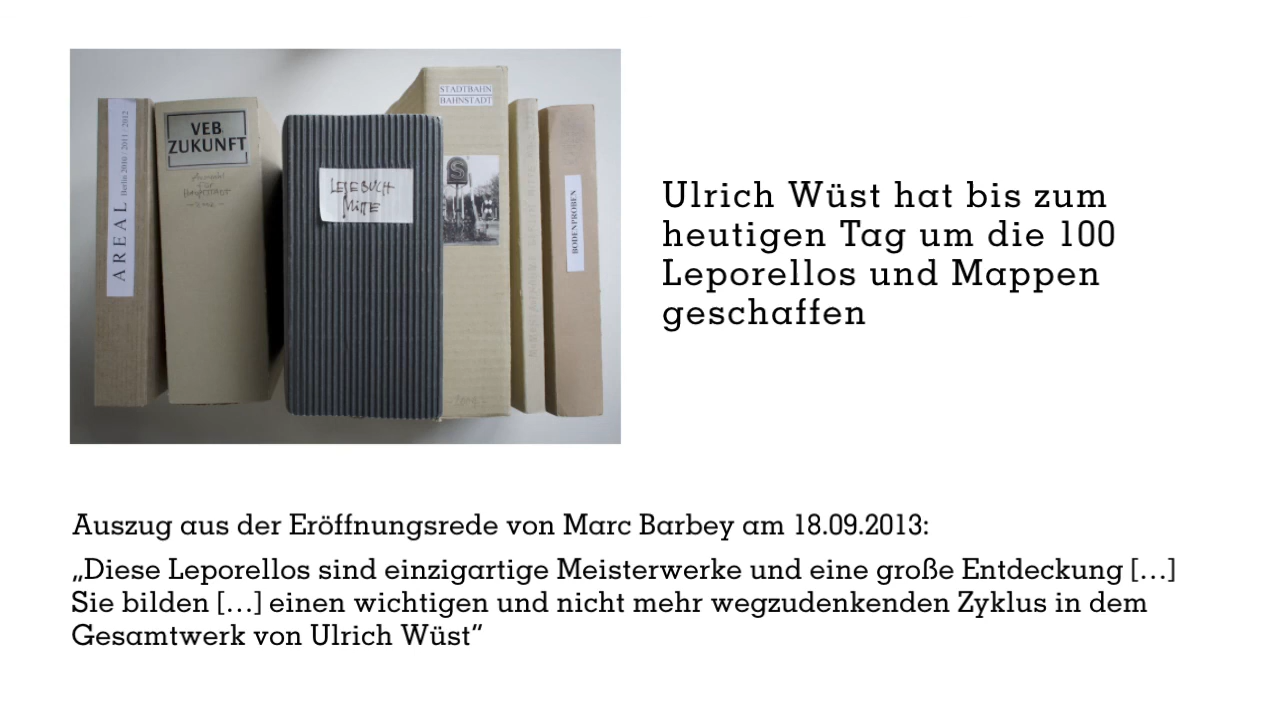 AREAL Berlin 2010 / 2011 / 2012
VEB
ZUKUNFT
LESEBUCH
MITTE
STADTBAHN
BAHNSTADT
S
BODENPROBEN
Ulrich Wüst hat bis zum
heutigen Tag um die 100
Leporellos und Mappen
geschaffen
Auszug aus der Eröffnungsrede von Marc Barbey am 18.09.2013:
„Diese Leporellos sind einzigartige Meisterwerke und eine große Entdeckung […]
Sie bilden […] einen wichtigen und nicht mehr wegzudenkenden Zyklus in dem
Gesamtwerk von Ulrich Wüst“